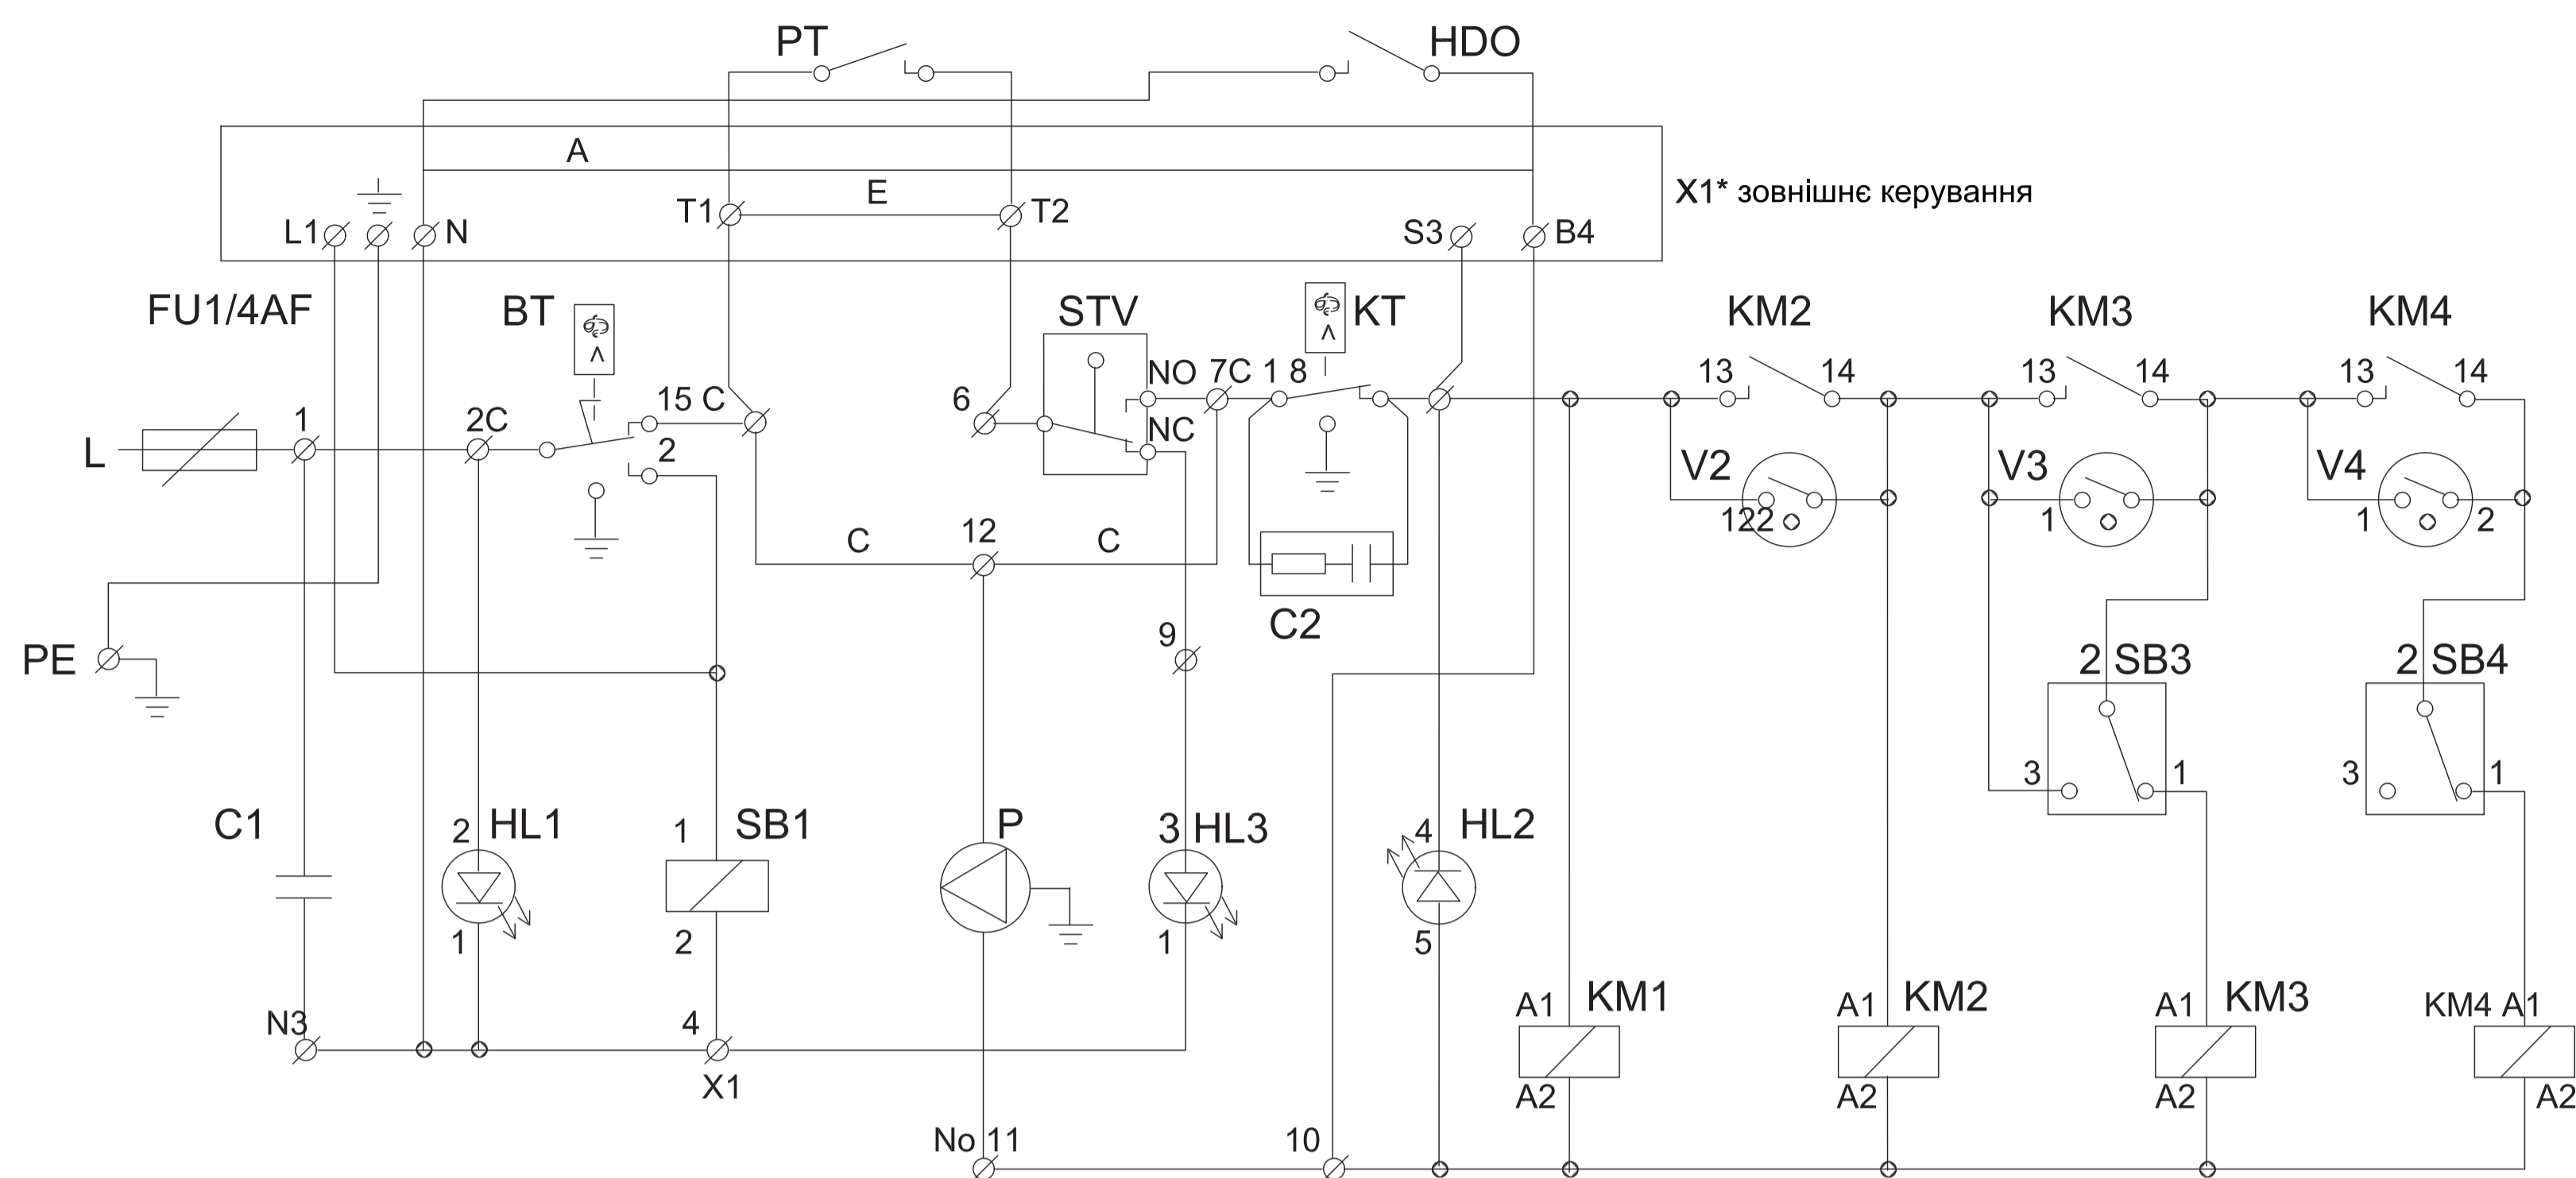 PT HDO
A
E
T1 T2
L1 N S3 B4
X1* зовнішнє керування
FU1/4AF BT STV KT KM2 KM3 KM4
NO 7C 1 8 13 14 13 14 13 14
1 2C 15 C 6
NC
L 2 V2 V3 V4
12 122 1 1 2
C C
C2
9
PE 2 SB3 2 SB4
3 1 3 1
C1 2 HL1 1 SB1 P 3 HL3 4 HL2
1 2 1 5
A1 KM1 A1 KM2 A1 KM3 KM4 A1
N3 4
X1 A2 A2 A2 A2
No 11 10